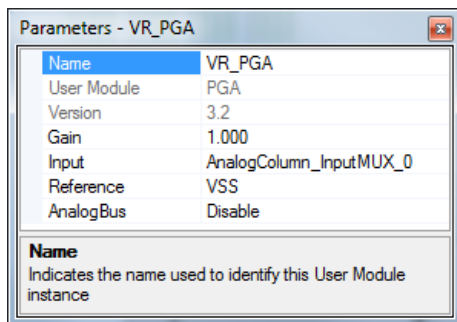 Parameters - VR_PGA
Name VR_PGA
User Module PGA
Version 3.2
Gain 1.000
Input AnalogColumn_InputMUX_0
Reference VSS
AnalogBus Disable
Name
Indicates the name used to identify this User Module
instance